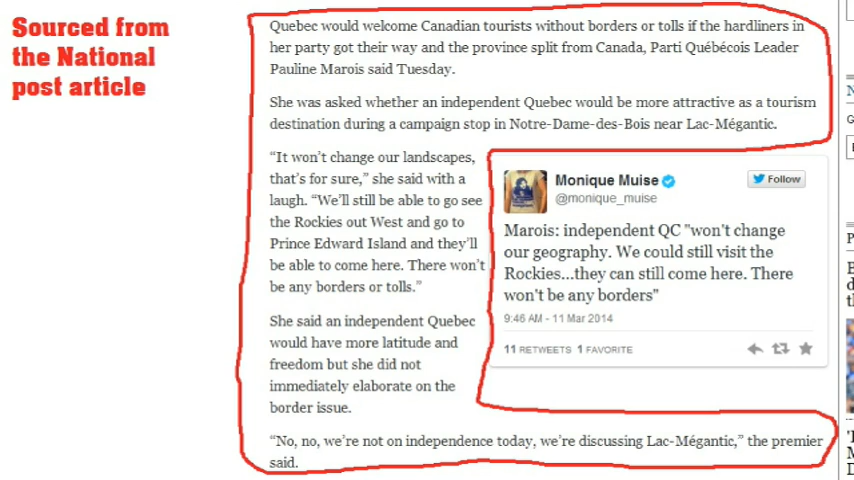 Sourced from
the National
post article
Quebec would welcome Canadian tourists without borders or tolls if the hardliners in
her party got their way and the province split from Canada, Parti Québécois Leader
Pauline Marois said Tuesday.
She was asked whether an independent Quebec would be more attractive as a tourism
destination during a campaign stop in Notre-Dame-des-Bois near Lac-Mégantic.
“It won’t change our landscapes,
that’s for sure,” she said with a
laugh. “We’ll still be able to go see
the Rockies out West and go to
Prince Edward Island and they’ll
be able to come here. There won’t
be any borders or tolls.”
She said an independent Quebec
would have more latitude and
freedom but she did not
immediately elaborate on the
border issue.
Monique Muise
Follow
@monique_muise
Marois: independent QC "won't change
our geography. We could still visit the
Rockies...they can still come here. There
won't be any borders"
9:46 AM - 11 Mar 2014
11 RETWEETS 1 FAVORITE
“No, no, we’re not on independence today, we’re discussing Lac-Mégantic,” the premier
said.